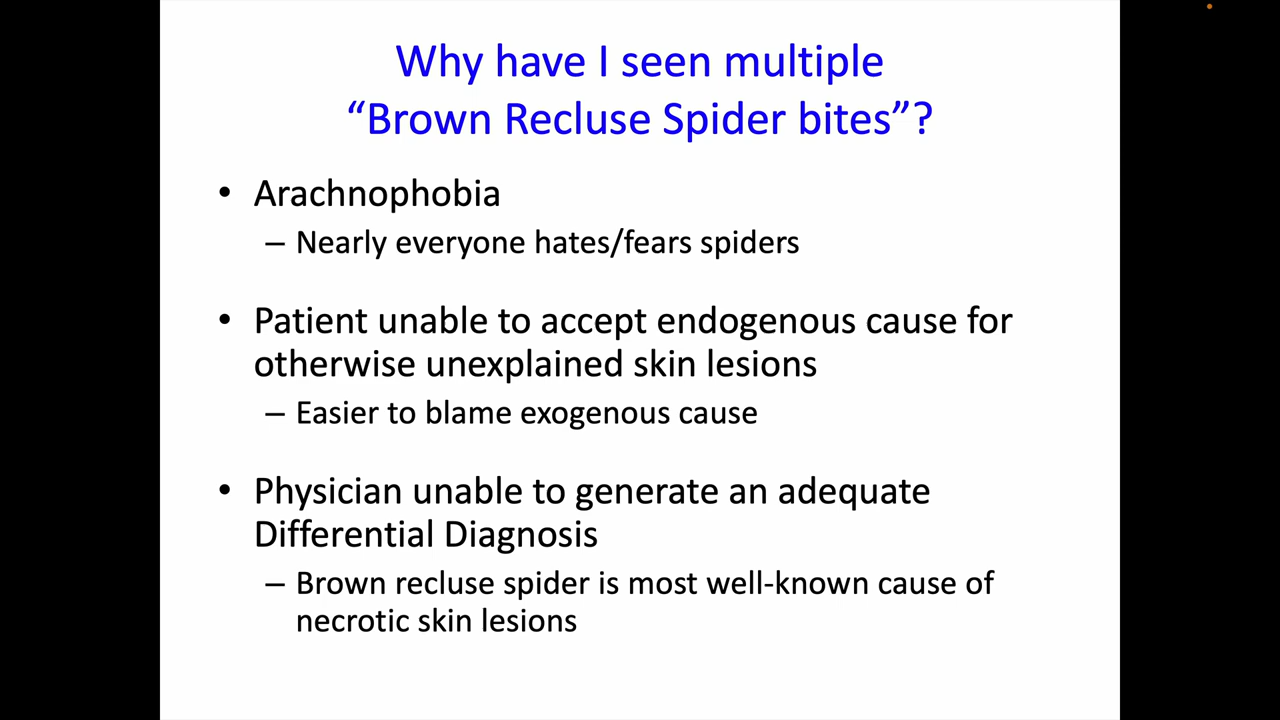 Why have I seen multiple
“Brown Recluse Spider bites”?
• Arachnophobia
– Nearly everyone hates/fears spiders
• Patient unable to accept endogenous cause for
otherwise unexplained skin lesions
– Easier to blame exogenous cause
• Physician unable to generate an adequate
Differential Diagnosis
– Brown recluse spider is most well-known cause of
necrotic skin lesions